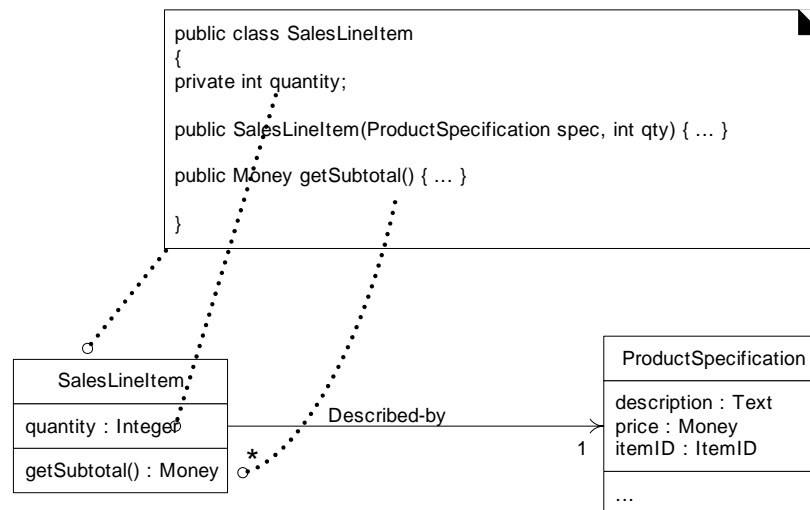 public class SalesLineItem
{
private int quantity;
public SalesLineItem(ProductSpecification spec, int qty) { ... }
public Money getSubtotal() { ... }
}
SalesLineItem
quantity : Integer
getSubtotal() : Money
*
Described-by
1
ProductSpecification
description : Text
price : Money
itemID : ItemID
...